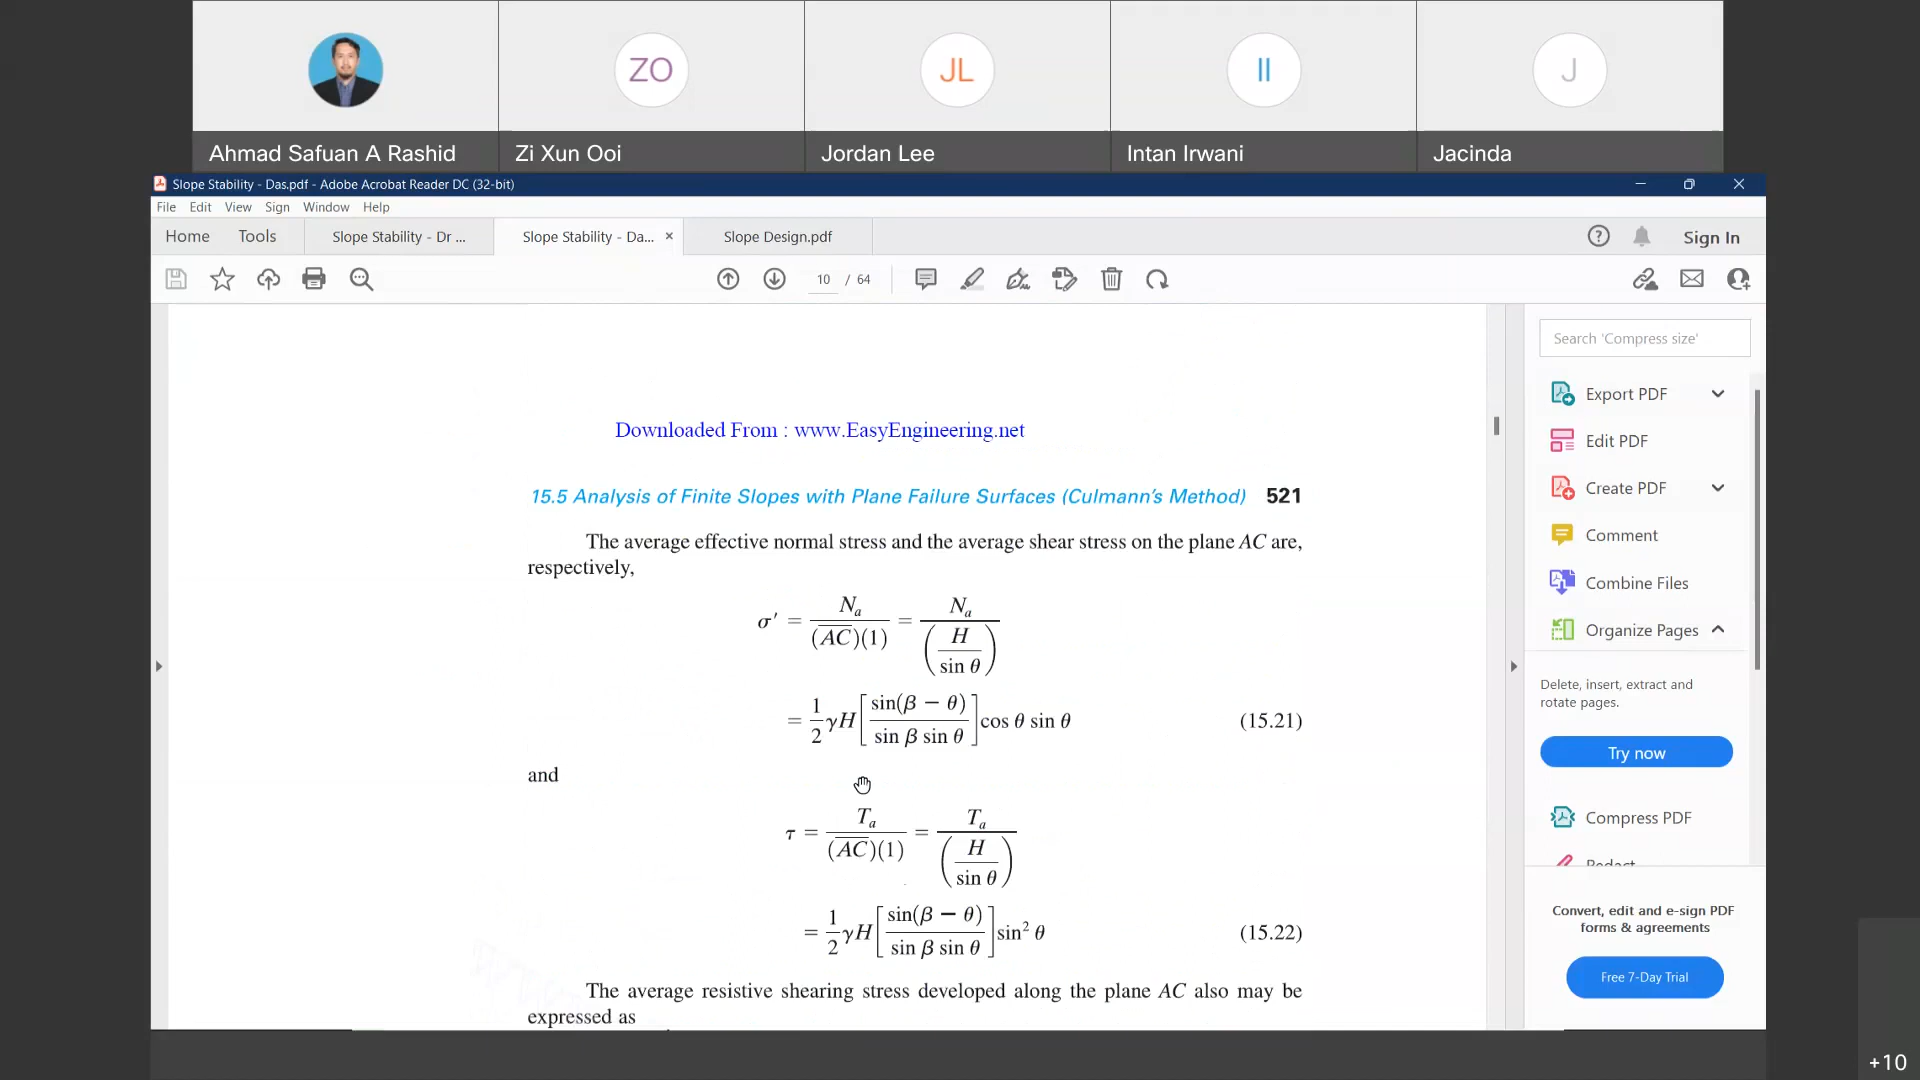 ZO
JL
II
J
Ahmad Safuan A Rashid
Zi Xun Ooi
Jordan Lee
Intan Irwani
Jacinda
Slope Stability - Das.pdf - Adobe Acrobat Reader DC (32-bit)
File Edit View Sign Window Help
Home Tools Slope Stability - Dr ... Slope Stability - Da... × Slope Design.pdf Sign In
10 / 64
Search 'Compress size'
Export PDF
Edit PDF
Create PDF
Comment
Combine Files
Organize Pages
Delete, insert, extract and
rotate pages.
Try now
Compress PDF
Redact
Convert, edit and e-sign PDF
forms & agreements
Free 7-Day Trial
Downloaded From : www.EasyEngineering.net
15.5 Analysis of Finite Slopes with Plane Failure Surfaces (Culmann's Method) 521
The average effective normal stress and the average shear stress on the plane AC are,
respectively,
σ′ = N_a / (A̅C̅)(1) = N_a / (H / sin θ)
= 1/2 γH [sin(β − θ) / sin β sin θ] cos θ sin θ (15.21)
and
τ = T_a / (A̅C̅)(1) = T_a / (H / sin θ)
= 1/2 γH [sin(β − θ) / sin β sin θ] sin² θ (15.22)
The average resistive shearing stress developed along the plane AC also may be
expressed as
+10